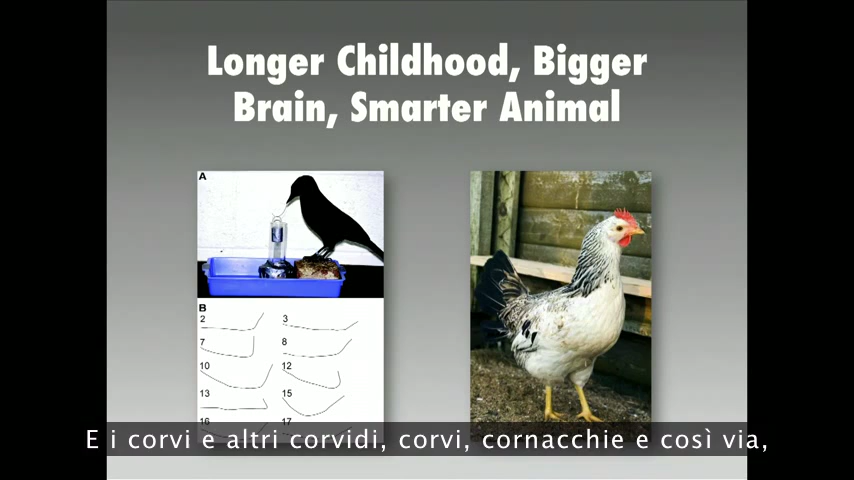 Longer Childhood, Bigger
Brain, Smarter Animal
A
B
2 3
7 8
10 12
13 15
16 17
E i corvi e altri corvidi, corvi, cornacchie e così via,